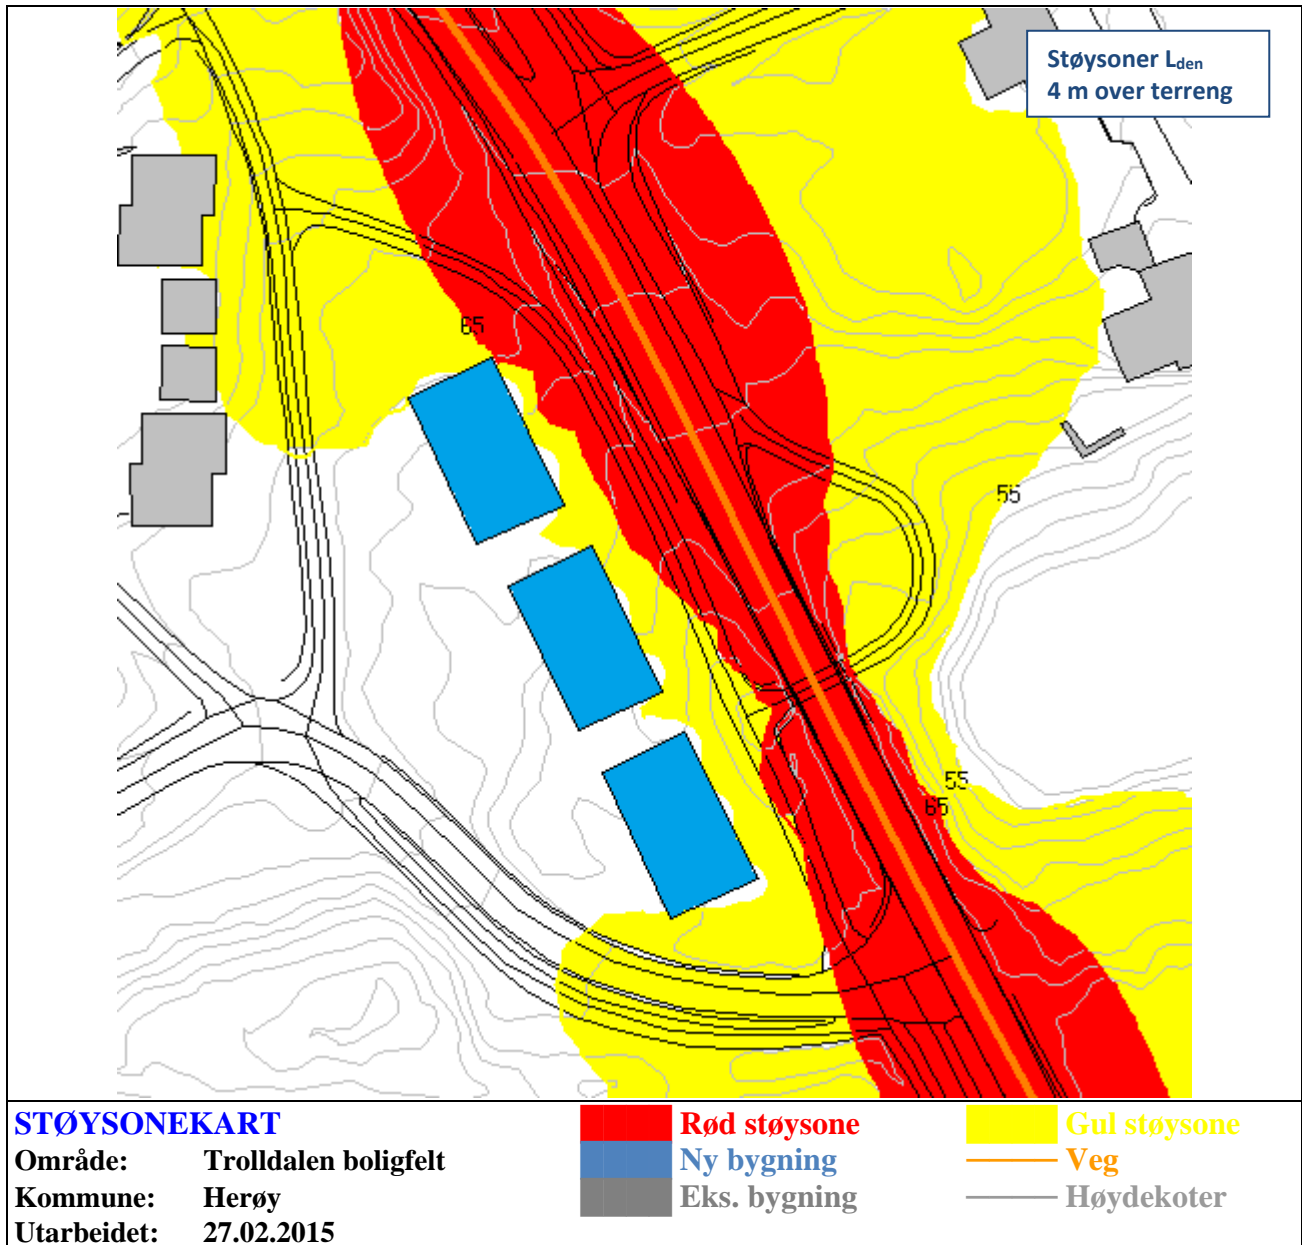 Støysoner Lden
4 m over terreng
65
55
55
65
STØYSONEKART
Område: Trolldalen boligfelt
Kommune: Herøy
Utarbeidet: 27.02.2015
Rød støysone
Ny bygning
Eks. bygning
Gul støysone
Veg
Høydekoter